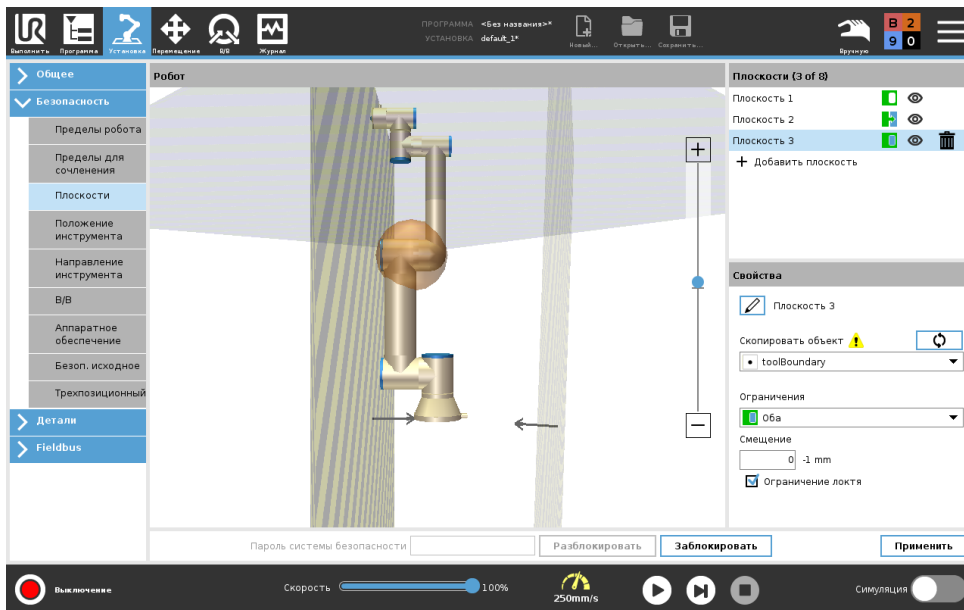 ПРОГРАММА <Без названия>*
УСТАНОВКА default_1*
Выполнить Программа Установка Перемещение В/В Журнал
Новый... Открыть... Сохранить...
Вручную
B 2
9 0
Общее
Безопасность
Пределы робота
Пределы для
сочленения
Плоскости
Положение
инструмента
Направление
инструмента
В/В
Аппаратное
обеспечение
Безоп. исходное
Трехпозиционный
Детали
Fieldbus
Робот
Плоскости (3 of 8)
Плоскость 1
Плоскость 2
Плоскость 3
+ Добавить плоскость
Свойства
Плоскость 3
Скопировать объект
toolBoundary
Ограничения
Оба
Смещение
0 -1 mm
Ограничение локтя
Пароль системы безопасности
Разблокировать
Заблокировать
Применить
Выключение
Скорость 100%
250mm/s
Симуляция